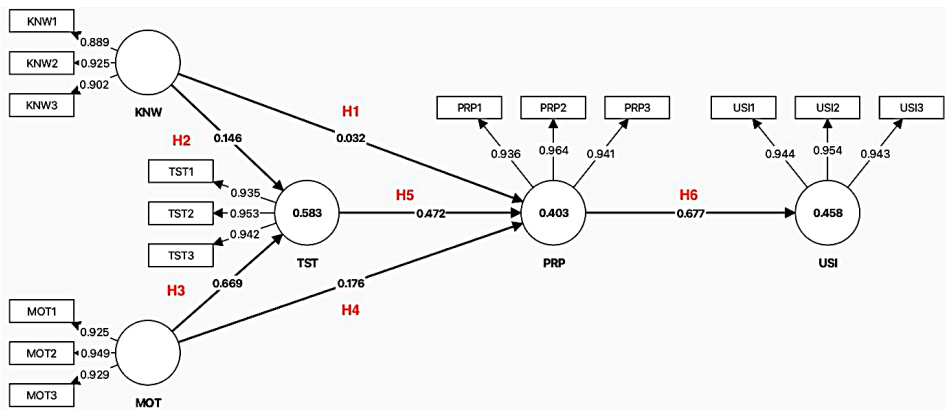 KNW1
0.889
KNW2
0.925
0.902
KNW3
KNW
H1
H2
0.146
0.032
PRP1
PRP2
PRP3
0.936
0.964
0.941
USI1
USI2
USI3
0.944
0.954
0.943
TST1
0.935
TST2
0.953
TST3
0.942
0.583
TST
H5
0.472
0.403
PRP
H6
0.677
0.458
USI
H3
0.669
0.176
H4
MOT1
0.925
MOT2
0.949
0.929
MOT3
MOT